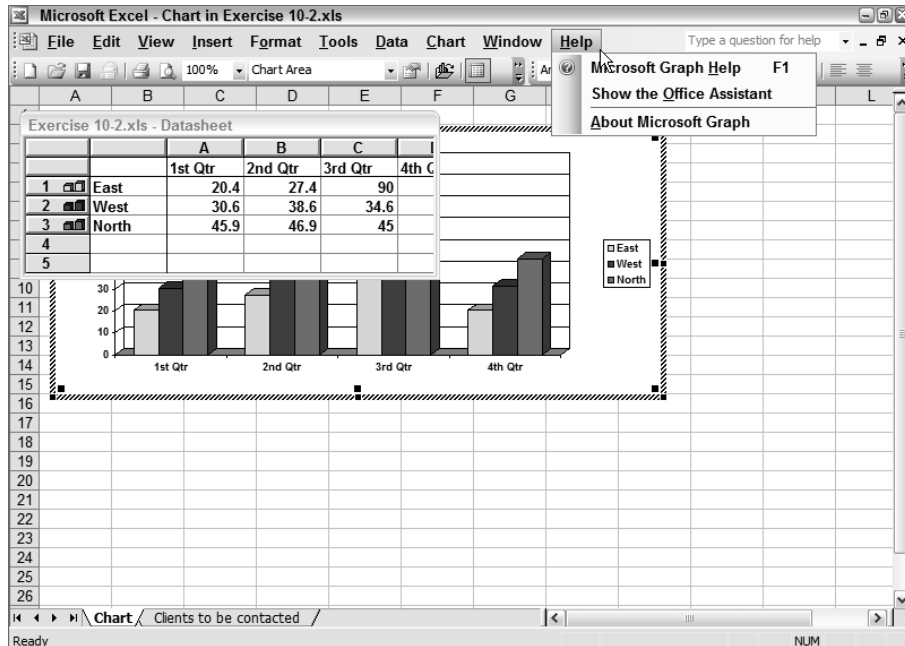 Microsoft Excel - Chart in Exercise 10-2.xls
File Edit View Insert Format Tools Data Chart Window Help Type a question for help
100% Chart Area
Microsoft Graph Help F1
Show the Office Assistant
About Microsoft Graph
A B C D E F G L
Exercise 10-2.xls - Datasheet
A B C
1st Qtr 2nd Qtr 3rd Qtr 4th
1 East 20.4 27.4 90
2 West 30.6 38.6 34.6
3 North 45.9 46.9 45
4
5
East
West
North
30
20
10
0
1st Qtr 2nd Qtr 3rd Qtr 4th Qtr
10
11
12
13
14
15
16
17
18
19
20
21
22
23
24
25
26
Chart Clients to be contacted
Ready NUM